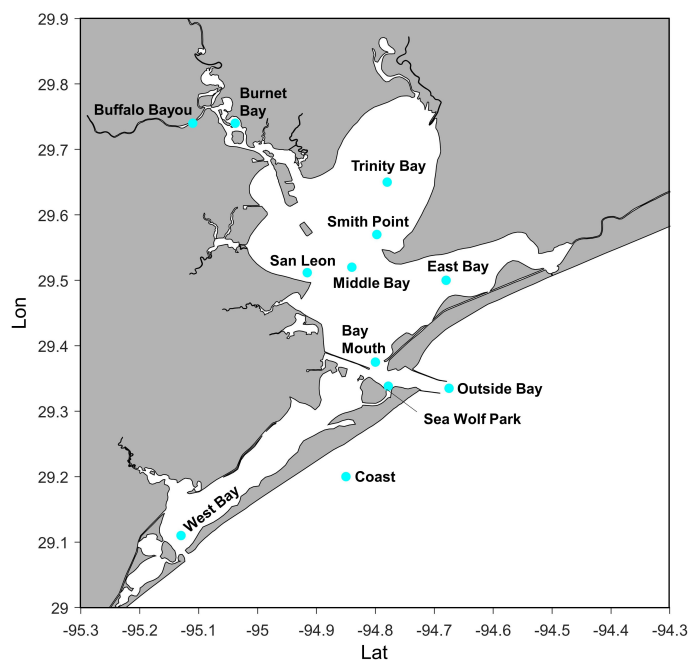 29.9
29.8
29.7
29.6
29.5
29.4
29.3
29.2
29.1
29
Lon
Buffalo Bayou
Burnet
Bay
Trinity Bay
Smith Point
San Leon
Middle Bay
East Bay
Bay
Mouth
Outside Bay
Sea Wolf Park
Coast
West Bay
-95.3 -95.2 -95.1 -95 -94.9 -94.8 -94.7 -94.6 -94.5 -94.4 -94.3
Lat